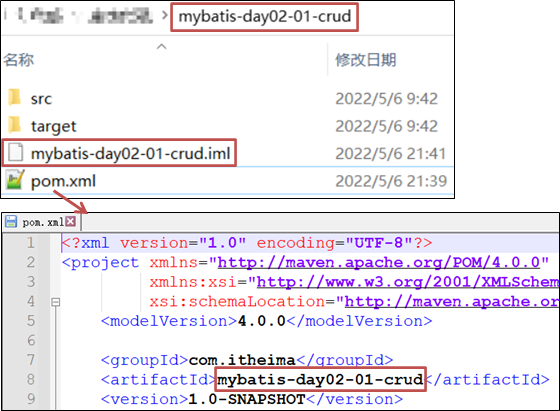 mybatis-day02-01-crud
名称 修改日期
src 2022/5/6 9:42
target 2022/5/6 9:42
mybatis-day02-01-crud.iml 2022/5/6 21:41
pom.xml 2022/5/6 21:39
pom.xml
1 <?xml version="1.0" encoding="UTF-8"?>
2 <project xmlns="http://maven.apache.org/POM/4.0.0"
3 xmlns:xsi="http://www.w3.org/2001/XMLSchem
4 xsi:schemaLocation="http://maven.apache.or
5 <modelVersion>4.0.0</modelVersion>
6
7 <groupId>com.itheima</groupId>
8 <artifactId>mybatis-day02-01-crud</artifactId>
9 <version>1.0-SNAPSHOT</version>